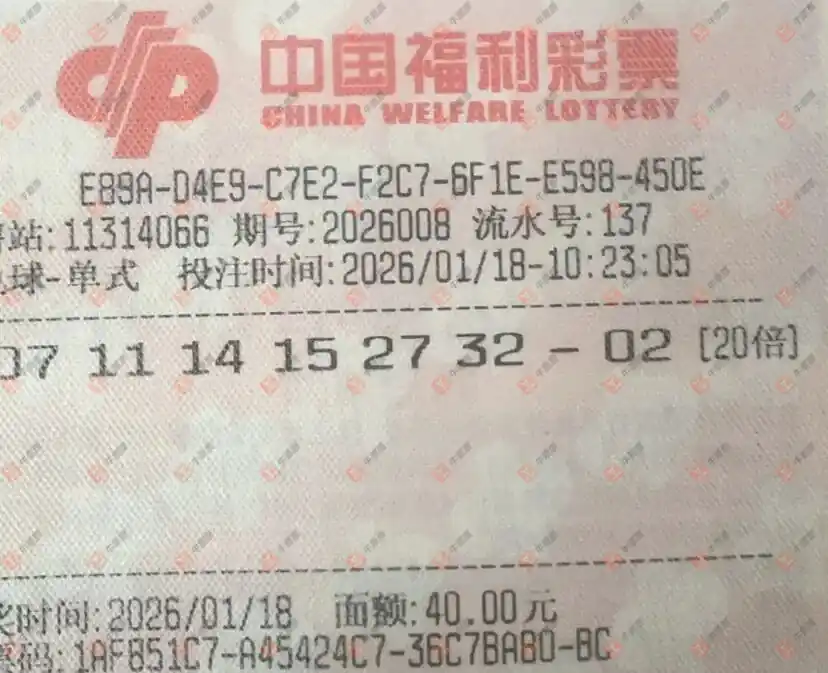 中国福利彩票
CHINA WELFARE LOTTERY
E89A-D4E9-C7E2-F2C7-6F1E-E598-450E
站:11314066 期号:2026008 流水号:137
球-单式 投注时间:2026/01/18-10:23:05
07 11 14 15 27 32 - 02 [20倍]
奖时间:2026/01/18 面额:40.00元
码:1AF851C7-A45424C7-36C7BAB0-BC